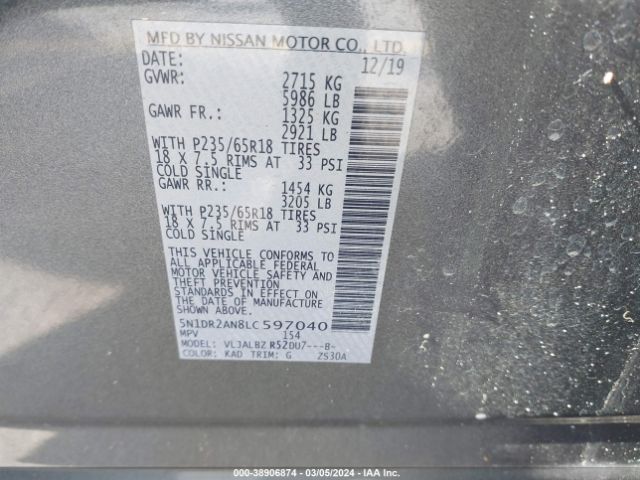 MFD BY NISSAN MOTOR CO., LTD.
DATE: 12/19
GVWR: 2715 KG
5986 LB
GAWR FR.: 1325 KG
2921 LB
WITH P235/65R18 TIRES
18 X 7.5 RIMS AT 33 PSI
COLD SINGLE
GAWR RR.: 1454 KG
3205 LB
WITH P235/65R18 TIRES
18 X 7.5 RIMS AT 33 PSI
COLD SINGLE
THIS VEHICLE CONFORMS TO
ALL APPLICABLE FEDERAL
MOTOR VEHICLE SAFETY AND
THEFT PREVENTION
STANDARDS IN EFFECT ON
THE DATE OF MANUFACTURE
SHOWN ABOVE.
5N1DR2AN8LC597040
MPV 154
MODEL: VLJALBZ R52DU7---B-
COLOR: KAD TRIM: G ZS30A
000-38906874 | 03/05/2024 - IAA Inc.